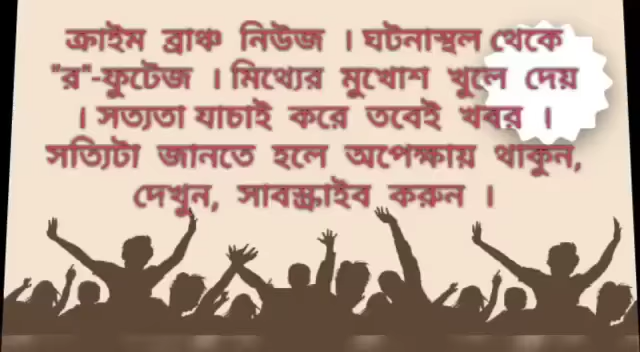 ক্রাইম ব্রাঞ্চ নিউজ । ঘটনাস্থল থেকে
"র"-ফুটেজ । মিথ্যের মুখোশ খুলে দেয়
। সত্যতা যাচাই করে তবেই খবর ।
সত্যিটা জানতে হলে অপেক্ষায় থাকুন,
দেখুন, সাবস্ক্রাইব করুন ।